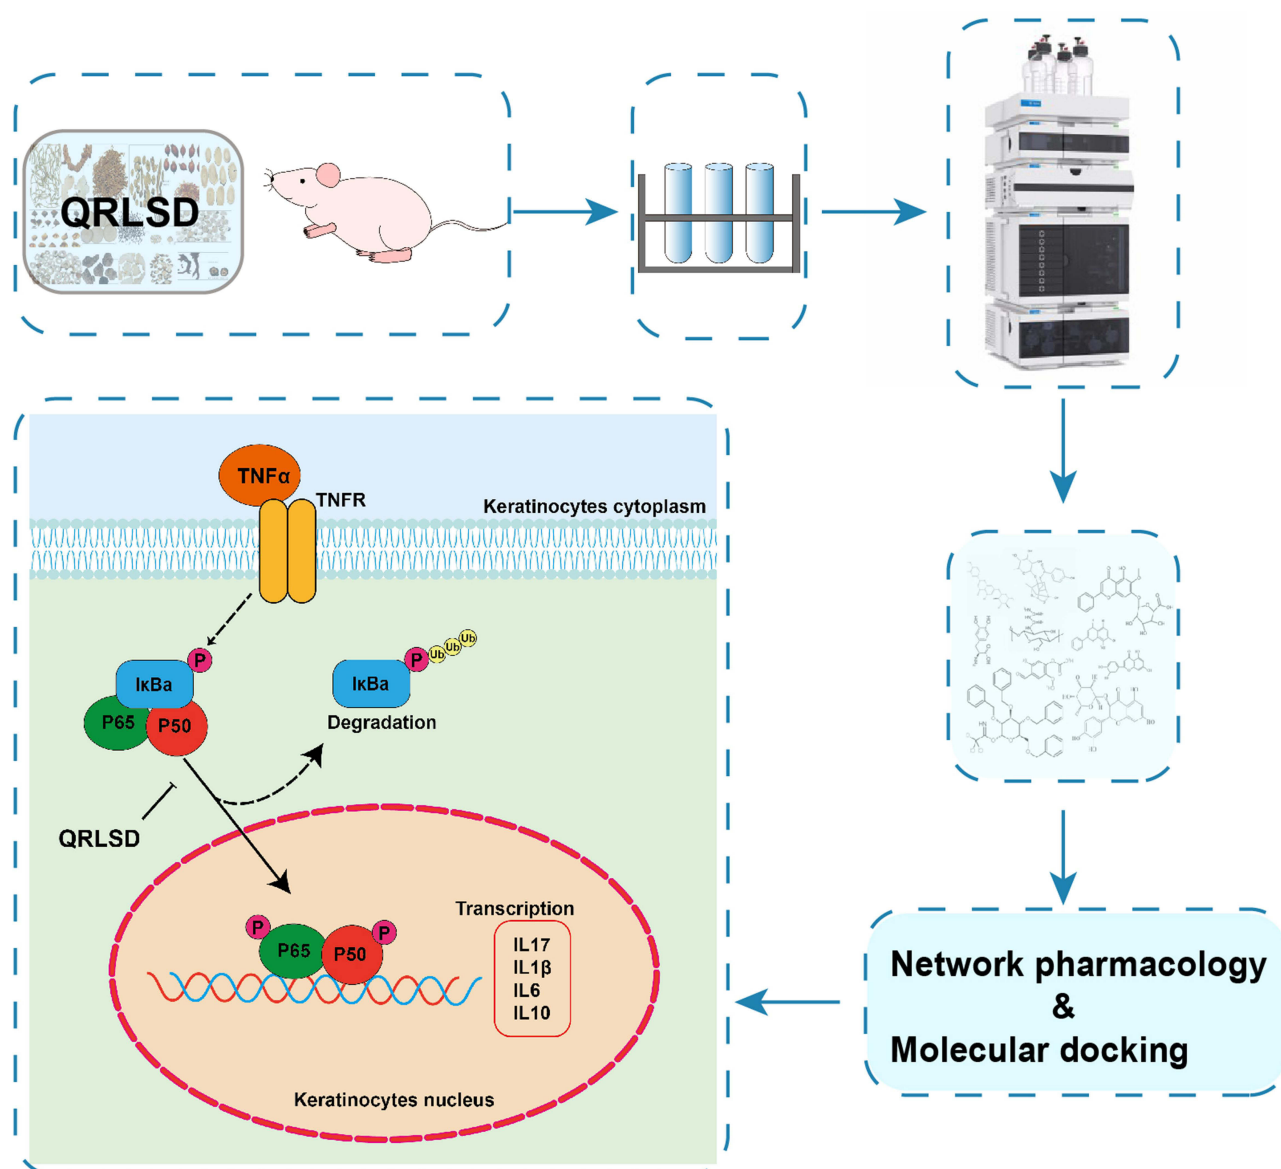 QRLSD
TNFα
TNFR
Keratinocytes cytoplasm
P
IκBa
P65
P50
P
Ub
Ub
Ub
IκBa
Degradation
QRLSD
Transcription
P
P65
P50
P
IL17
IL1β
IL6
IL10
Keratinocytes nucleus
Network pharmacology
&
Molecular docking